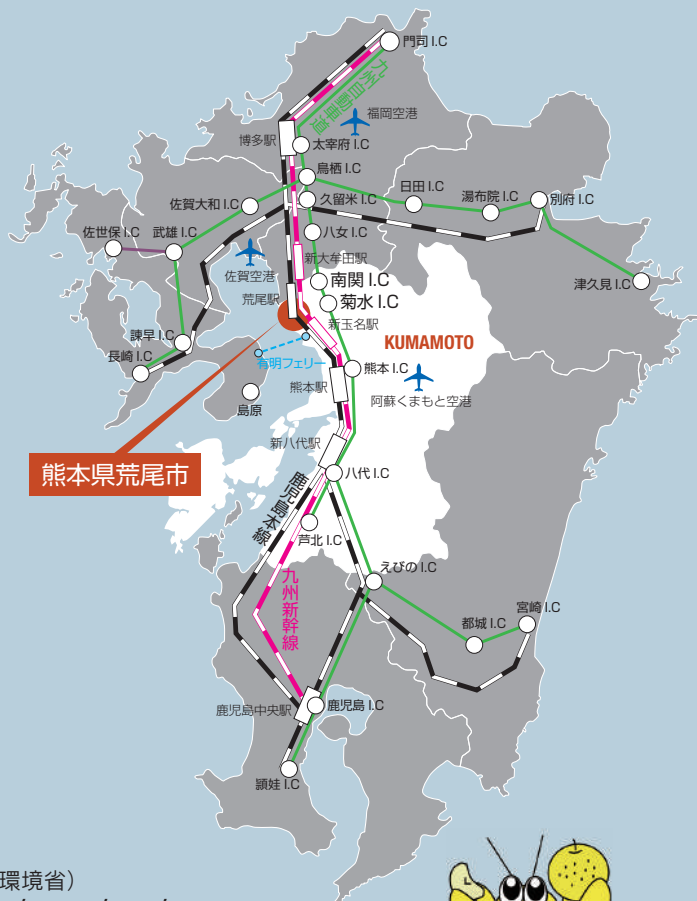 門司 I.C
九州自動車道
福岡空港
博多駅
太宰府 I.C
鳥栖 I.C
久留米 I.C
日田 I.C
湯布院 I.C
別府 I.C
佐賀大和 I.C
佐世保 I.C
武雄 I.C
八女 I.C
新大牟田駅
佐賀空港
津久見 I.C
南関 I.C
荒尾駅
菊水 I.C
新玉名駅
KUMAMOTO
諫早 I.C
長崎 I.C
有明フェリー
熊本 I.C
熊本駅
阿蘇くまもと空港
島原
新八代駅
熊本県荒尾市
八代 I.C
鹿児島本線
芦北 I.C
えびの I.C
九州新幹線
宮崎 I.C
都城 I.C
鹿児島中央駅
鹿児島 I.C
頴娃 I.C
環境省）